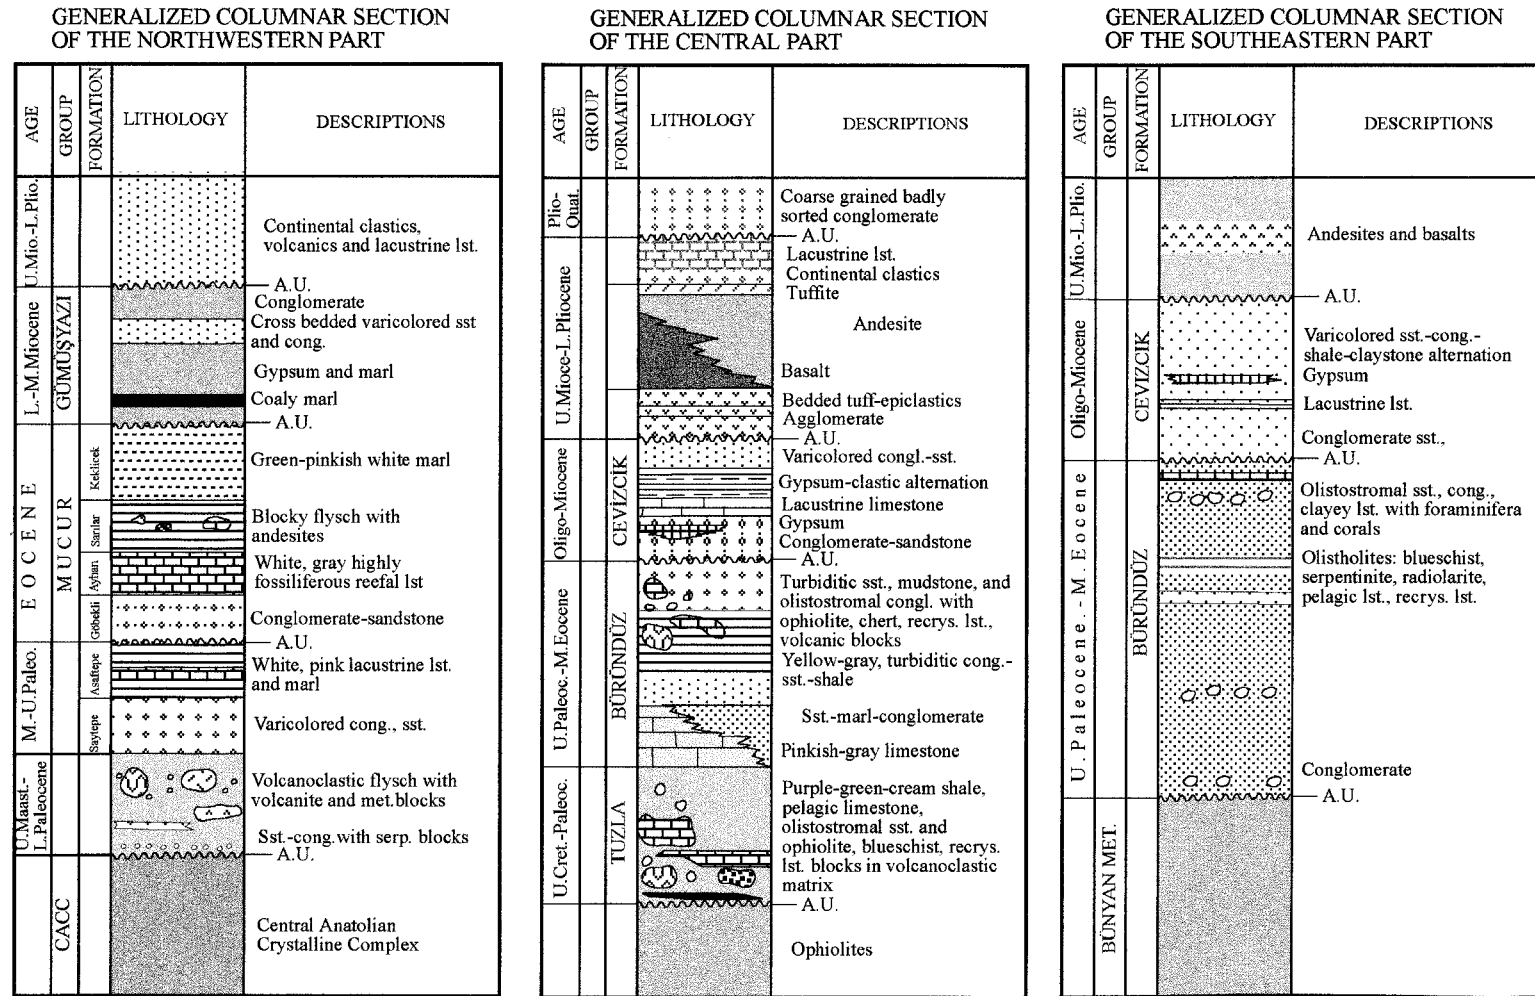 GENERALIZED COLUMNAR SECTION
OF THE NORTHWESTERN PART
AGE
GROUP
FORMATION
LITHOLOGY
DESCRIPTIONS
U.Mio.-L.Plio.
Continental clastics,
volcanics and lacustrine lst.
A.U.
L.-M.Miocene
GÜMÜŞYAZI
Conglomerate
Cross bedded varicolored sst
and cong.
Gypsum and marl
Coaly marl
A.U.
EOCENE
MUCUR
Keklicek
Green-pinkish white marl
Sarılar
Blocky flysch with
andesites
Ayhan
White, gray highly
fossiliferous reefal lst
Göbekli
Conglomerate-sandstone
A.U.
M.-U.Paleo.
Asaftepe
White, pink lacustrine lst.
and marl
Saytepe
Varicolored cong., sst.
U.Maast.-
L.Paleocene
Volcanoclastic flysch with
volcanite and met.blocks
Sst.-cong.with serp. blocks
A.U.
CACC
Central Anatolian
Crystalline Complex
GENERALIZED COLUMNAR SECTION
OF THE CENTRAL PART
AGE
GROUP
FORMATION
LITHOLOGY
DESCRIPTIONS
Plio-
Quat.
Coarse grained badly
sorted conglomerate
A.U.
U.Mioce-L.Pliocene
Lacustrine lst.
Continental clastics
Tuffite
Andesite
Basalt
Bedded tuff-epiclastics
Agglomerate
A.U.
Oligo-Miocene
CEVİZCİK
Varicolored congl.-sst.
Gypsum-clastic alternation
Lacustrine limestone
Gypsum
Conglomerate-sandstone
A.U.
U.Paleoc.-M.Eocene
BÜRÜNDÜZ
Turbiditic sst., mudstone, and
olistostromal congl. with
ophiolite, chert, recrys. lst.,
volcanic blocks
Yellow-gray, turbiditic cong.-
sst.-shale
Sst.-marl-conglomerate
Pinkish-gray limestone
U.Cret.-Paleoc.
TUZLA
Purple-green-cream shale,
pelagic limestone,
olistostromal sst. and
ophiolite, blueschist, recrys.
lst. blocks in volcanoclastic
matrix
A.U.
Ophiolites
GENERALIZED COLUMNAR SECTION
OF THE SOUTHEASTERN PART
AGE
GROUP
FORMATION
LITHOLOGY
DESCRIPTIONS
U.Mio.-L.Plio.
Andesites and basalts
A.U.
Oligo-Miocene
CEVIZCIK
Varicolored sst.-cong.-
shale-claystone alternation
Gypsum
Lacustrine lst.
Conglomerate sst.,
A.U.
U.Paleocene.-M.Eocene
BÜRÜNDÜZ
Olistostromal sst., cong.,
clayey lst. with foraminifera
and corals
Olistholites: blueschist,
serpentinite, radiolarite,
pelagic lst., recrys. lst.
Conglomerate
A.U.
BÜNYAN MET.